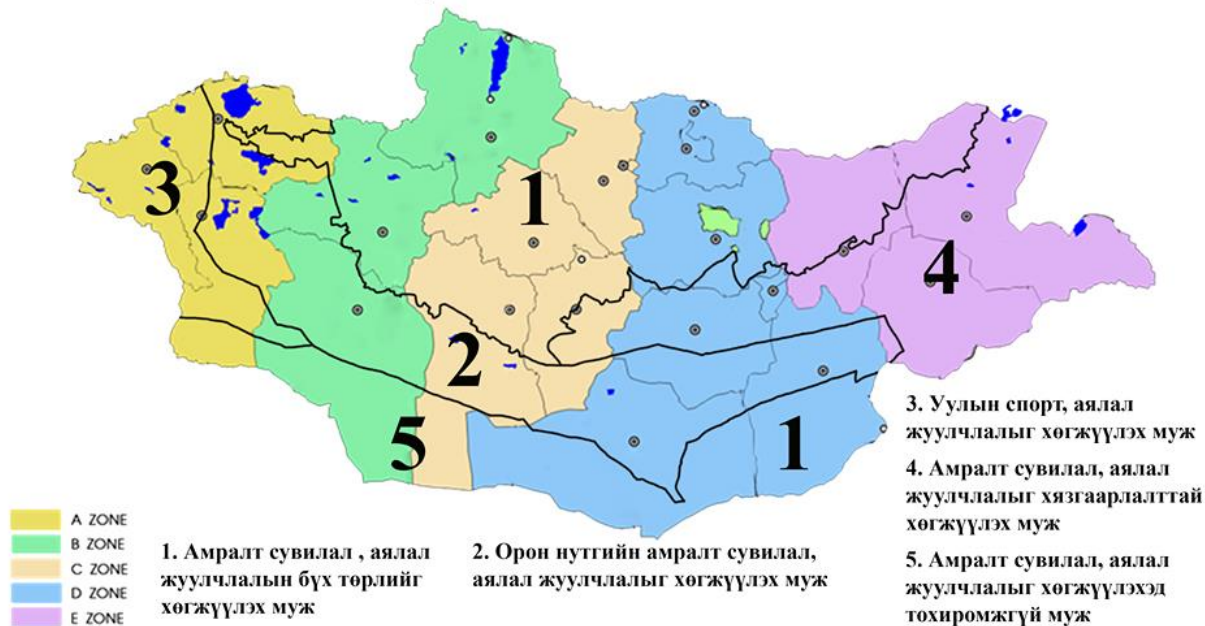 3
1
4
2
5
1
A ZONE
B ZONE
C ZONE
D ZONE
E ZONE
1. Амралт сувилал , аялал
жуулчлалын бүх төрлийг
хөгжүүлэх муж
2. Орон нутгийн амралт сувилал,
аялал жуулчлалыг хөгжүүлэх муж
3. Уулын спорт, аялал
жуулчлалыг хөгжүүлэх муж
4. Амралт сувилал, аялал
жуулчлалыг хязгаарлалттай
хөгжүүлэх муж
5. Амралт сувилал, аялал
жуулчлалыг хөгжүүлэхэд
тохиромжгүй муж